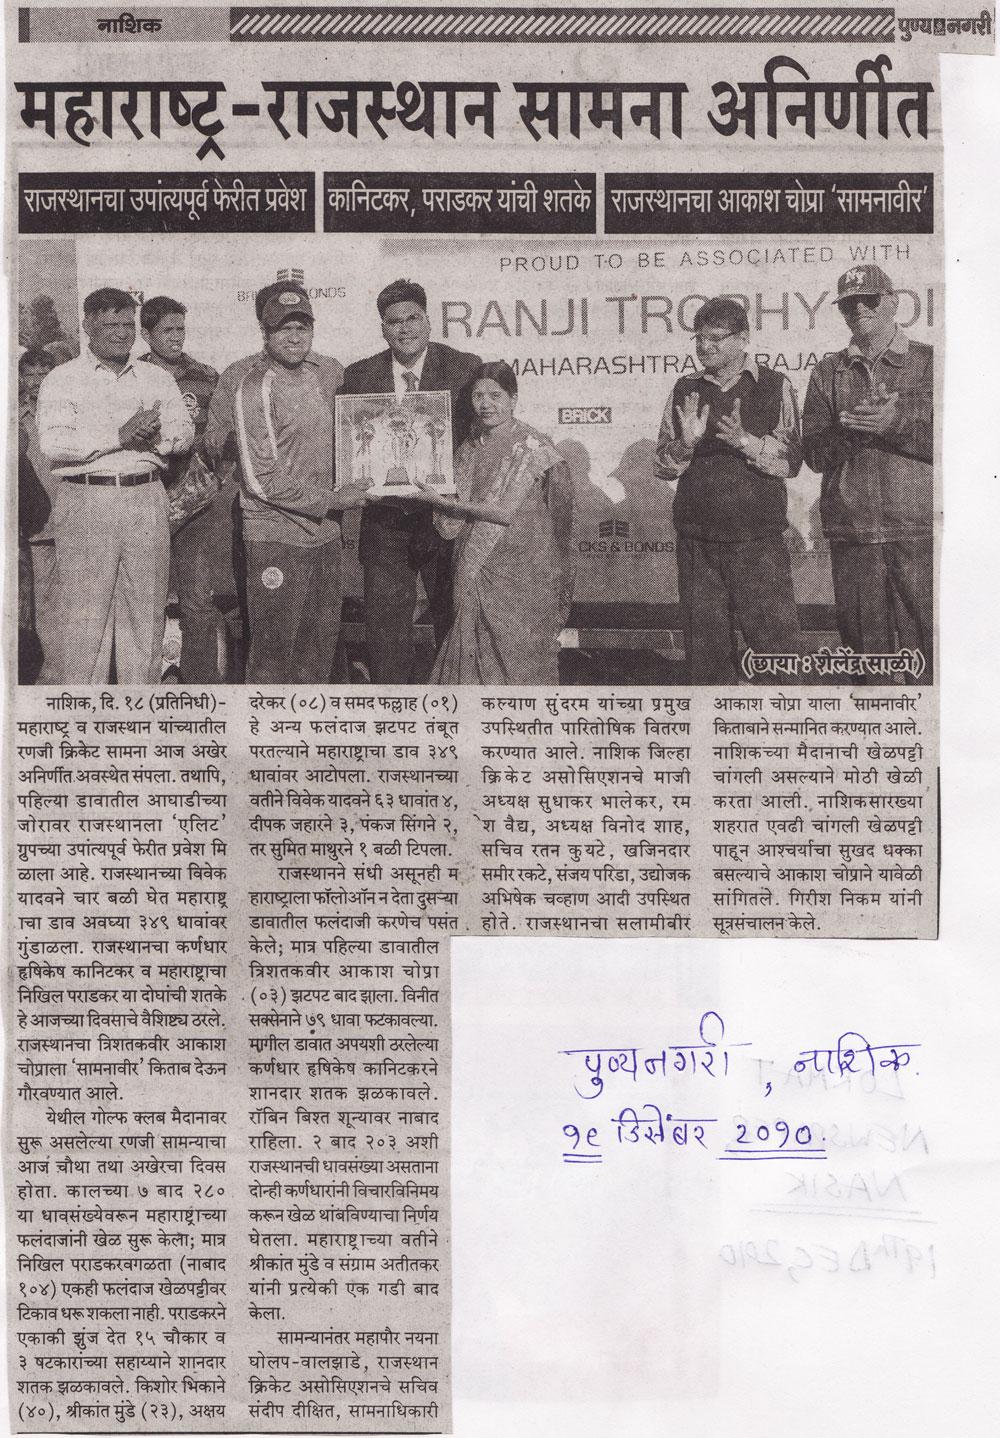 नाशिक
पुण्य नगरी
महाराष्ट्र-राजस्थान सामना अनिर्णीत
राजस्थानचा उपांत्यपूर्व फेरीत प्रवेश
कानिटकर, पराडकर यांची शतके
राजस्थानचा आकाश चोप्रा 'सामनावीर'
PROUD TO BE ASSOCIATED WITH
RANJI TROPHY
MAHARASHTRA RAJAS
BRICK
CKS & BONDS
(छाया ४ शैलेंद्र साळी)
नाशिक, दि. १८ (प्रतिनिधी)-
महाराष्ट्र व राजस्थान यांच्यातील
रणजी क्रिकेट सामना आज अखेर
अनिर्णीत अवस्थेत संपला. तथापि,
पहिल्या डावातील आघाडीच्या
जोरावर राजस्थानला 'एलिट'
ग्रुपच्या उपांत्यपूर्व फेरीत प्रवेश मि
ळाला आहे. राजस्थानच्या विवेक
यादवने चार बळी घेत महाराष्ट्र
ाचा डाव अवघ्या ३४९ धावांवर
गुंडाळला. राजस्थानचा कर्णधार
हृषिकेष कानिटकर व महाराष्ट्राचा
निखिल पराडकर या दोघांची शतके
हे आजच्या दिवसाचे वैशिष्ट्य ठरले.
राजस्थानचा त्रिशतकवीर आकाश
चोप्राला 'सामनावीर' किताब देऊन
गौरवण्यात आले.
येथील गोल्फ क्लब मैदानावर
सुरू असलेल्या रणजी सामन्याचा
आज चौथा तथा अखेरचा दिवस
होता. कालच्या ७ बाद २८०
या धावसंख्येवरून महाराष्ट्राच्या
फलंदाजांनी खेळ सुरू केला; मात्र
निखिल पराडकरवगळता (नाबाद
१०४) एकही फलंदाज खेळपट्टीवर
टिकाव धरू शकला नाही. पराडकरने
एकाकी झुंज देत १५ चौकार व
३ षटकारांच्या सहाय्याने शानदार
शतक झळकावले. किशोर भिकाने
(४०), श्रीकांत मुंडे (२३), अक्षय
दरेकर (०८) व समद फल्लाह (०१)
हे अन्य फलंदाज झटपट तंबूत
परतल्याने महाराष्ट्राचा डाव ३४९
धावांवर आटोपला. राजस्थानच्या
वतीने विवेक यादवने ६३ धावांत ४,
दीपक जहारने ३, पंकज सिंगने २,
तर सुमित माथुरने १ बळी टिपला.
राजस्थानने संधी असूनही म
हाराष्ट्राला फॉलोऑन न देता दुसऱ्या
डावातील फलंदाजी करणेच पसंत
केले; मात्र पहिल्या डावातील
त्रिशतकवीर आकाश चोप्रा
(०३) झटपट बाद झाला. विनीत
सक्सेनाने ७९ धावा फटकावल्या.
मागील डावांत अपयशी ठरलेल्या
कर्णधार हृषिकेष कानिटकरने
शानदार शतक झळकावले.
रॉबिन बिश्त शून्यावर नाबाद
राहिला. २ बाद २०३ अशी
राजस्थानची धावसंख्या असताना
दोन्ही कर्णधारांनी विचारविनिमय
करून खेळ थांबविण्याचा निर्णय
घेतला. महाराष्ट्राच्या वतीने
श्रीकांत मुंडे व संग्राम अतीतकर
यांनी प्रत्येकी एक गडी बाद
केला.
सामन्यानंतर महापौर नयना
घोलप-वालझाडे, राजस्थान
क्रिकेट असोसिएशनचे सचिव
संदीप दीक्षित, सामनाधिकारी
कल्याण सुंदरम यांच्या प्रमुख
उपस्थितीत पारितोषिक वितरण
करण्यात आले. नाशिक जिल्हा
क्रिकेट असोसिएशनचे माजी
अध्यक्ष सुधाकर भालेकर, रम
ेश वैद्य, अध्यक्ष विनोद शाह,
सचिव रतन कुयटे, खजिनदार
समीर रकटे, संजय परिडा, उद्योजक
अभिषेक चव्हाण आदी उपस्थित
होते. राजस्थानचा सलामीवीर
आकाश चोप्रा याला 'सामनावीर'
किताबाने सन्मानित करण्यात आले.
नाशिकच्या मैदानाची खेळपट्टी
चांगली असल्याने मोठी खेळी
करता आली. नाशिकसारख्या
शहरात एवढी चांगली खेळपट्टी
पाहून आश्चर्याचा सुखद धक्का
बसल्याचे आकाश चोप्राने यावेळी
सांगितले. गिरीश निकम यांनी
सूत्रसंचालन केले.
पुण्यनगरी, नाशिक.
१९ डिसेंबर २०१०.